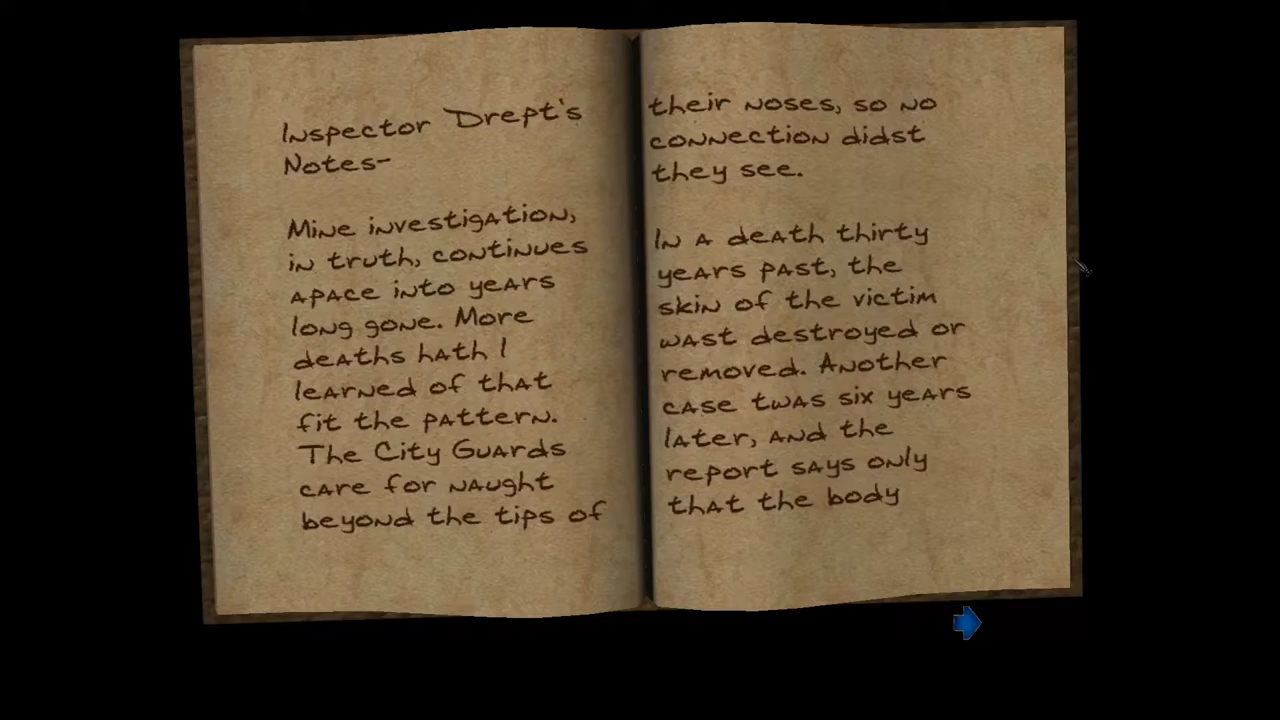 Inspector Drept's
Notes-
Mine investigation,
in truth, continues
apace into years
long gone. More
deaths hath I
learned of that
fit the pattern.
The City Guards
care for naught
beyond the tips of
their noses, so no
connection didst
they see.
In a death thirty
years past, the
skin of the victim
wast destroyed or
removed. Another
case twas six years
later, and the
report says only
that the body